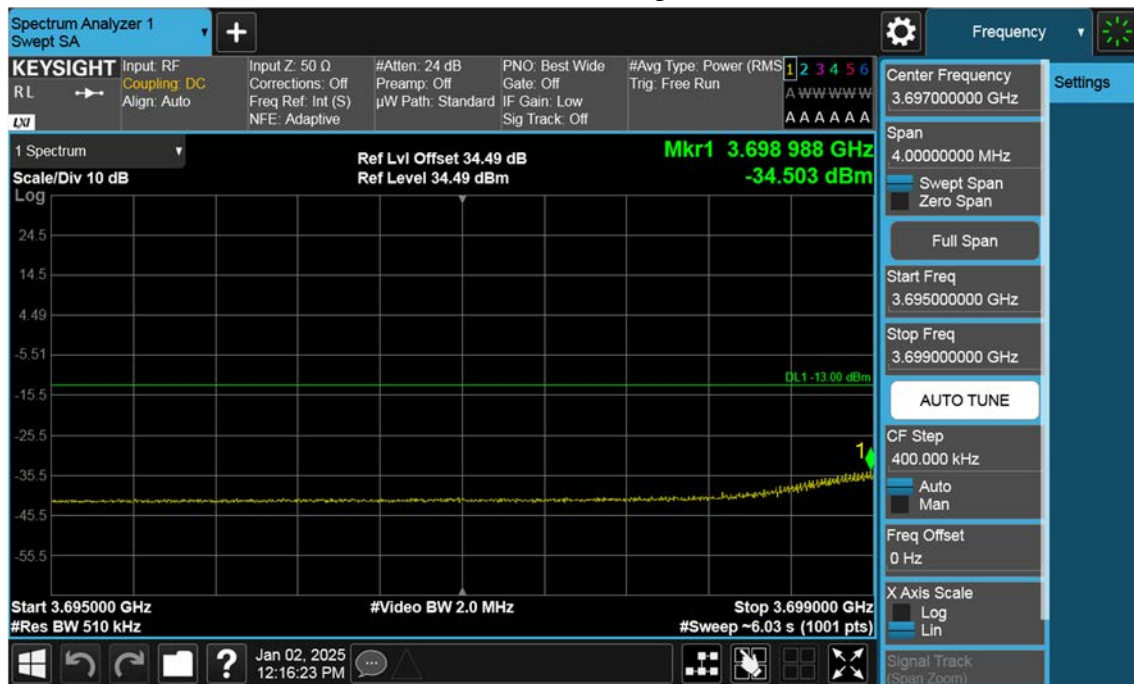 Spectrum Analyzer 1
Swept SA
+
Frequency
KEYSIGHT
RL
LXI
Input: RF
Coupling: DC
Align: Auto
Input Z: 50 Ω
Corrections: Off
Freq Ref: Int (S)
NFE: Adaptive
#Atten: 24 dB
Preamp: Off
µW Path: Standard
PNO: Best Wide
Gate: Off
IF Gain: Low
Sig Track: Off
#Avg Type: Power (RMS
Trig: Free Run
1 2 3 4 5 6
A W W W W W
A A A A A A
1 Spectrum
Scale/Div 10 dB
Ref Lvl Offset 34.49 dB
Ref Level 34.49 dBm
Mkr1 3.698 988 GHz
-34.503 dBm
Log
24.5
14.5
4.49
-5.51
DL1 -13.00 dBm
-15.5
-25.5
1
-35.5
-45.5
-55.5
Start 3.695000 GHz
#Res BW 510 kHz
#Video BW 2.0 MHz
Stop 3.699000 GHz
#Sweep ~6.03 s (1001 pts)
Center Frequency
3.697000000 GHz
Settings
Span
4.00000000 MHz
Swept Span
Zero Span
Full Span
Start Freq
3.695000000 GHz
Stop Freq
3.699000000 GHz
AUTO TUNE
CF Step
400.000 kHz
Auto
Man
Freq Offset
0 Hz
X Axis Scale
Log
Lin
Signal Track
(Span Zoom)
?
Jan 02, 2025
12:16:23 PM